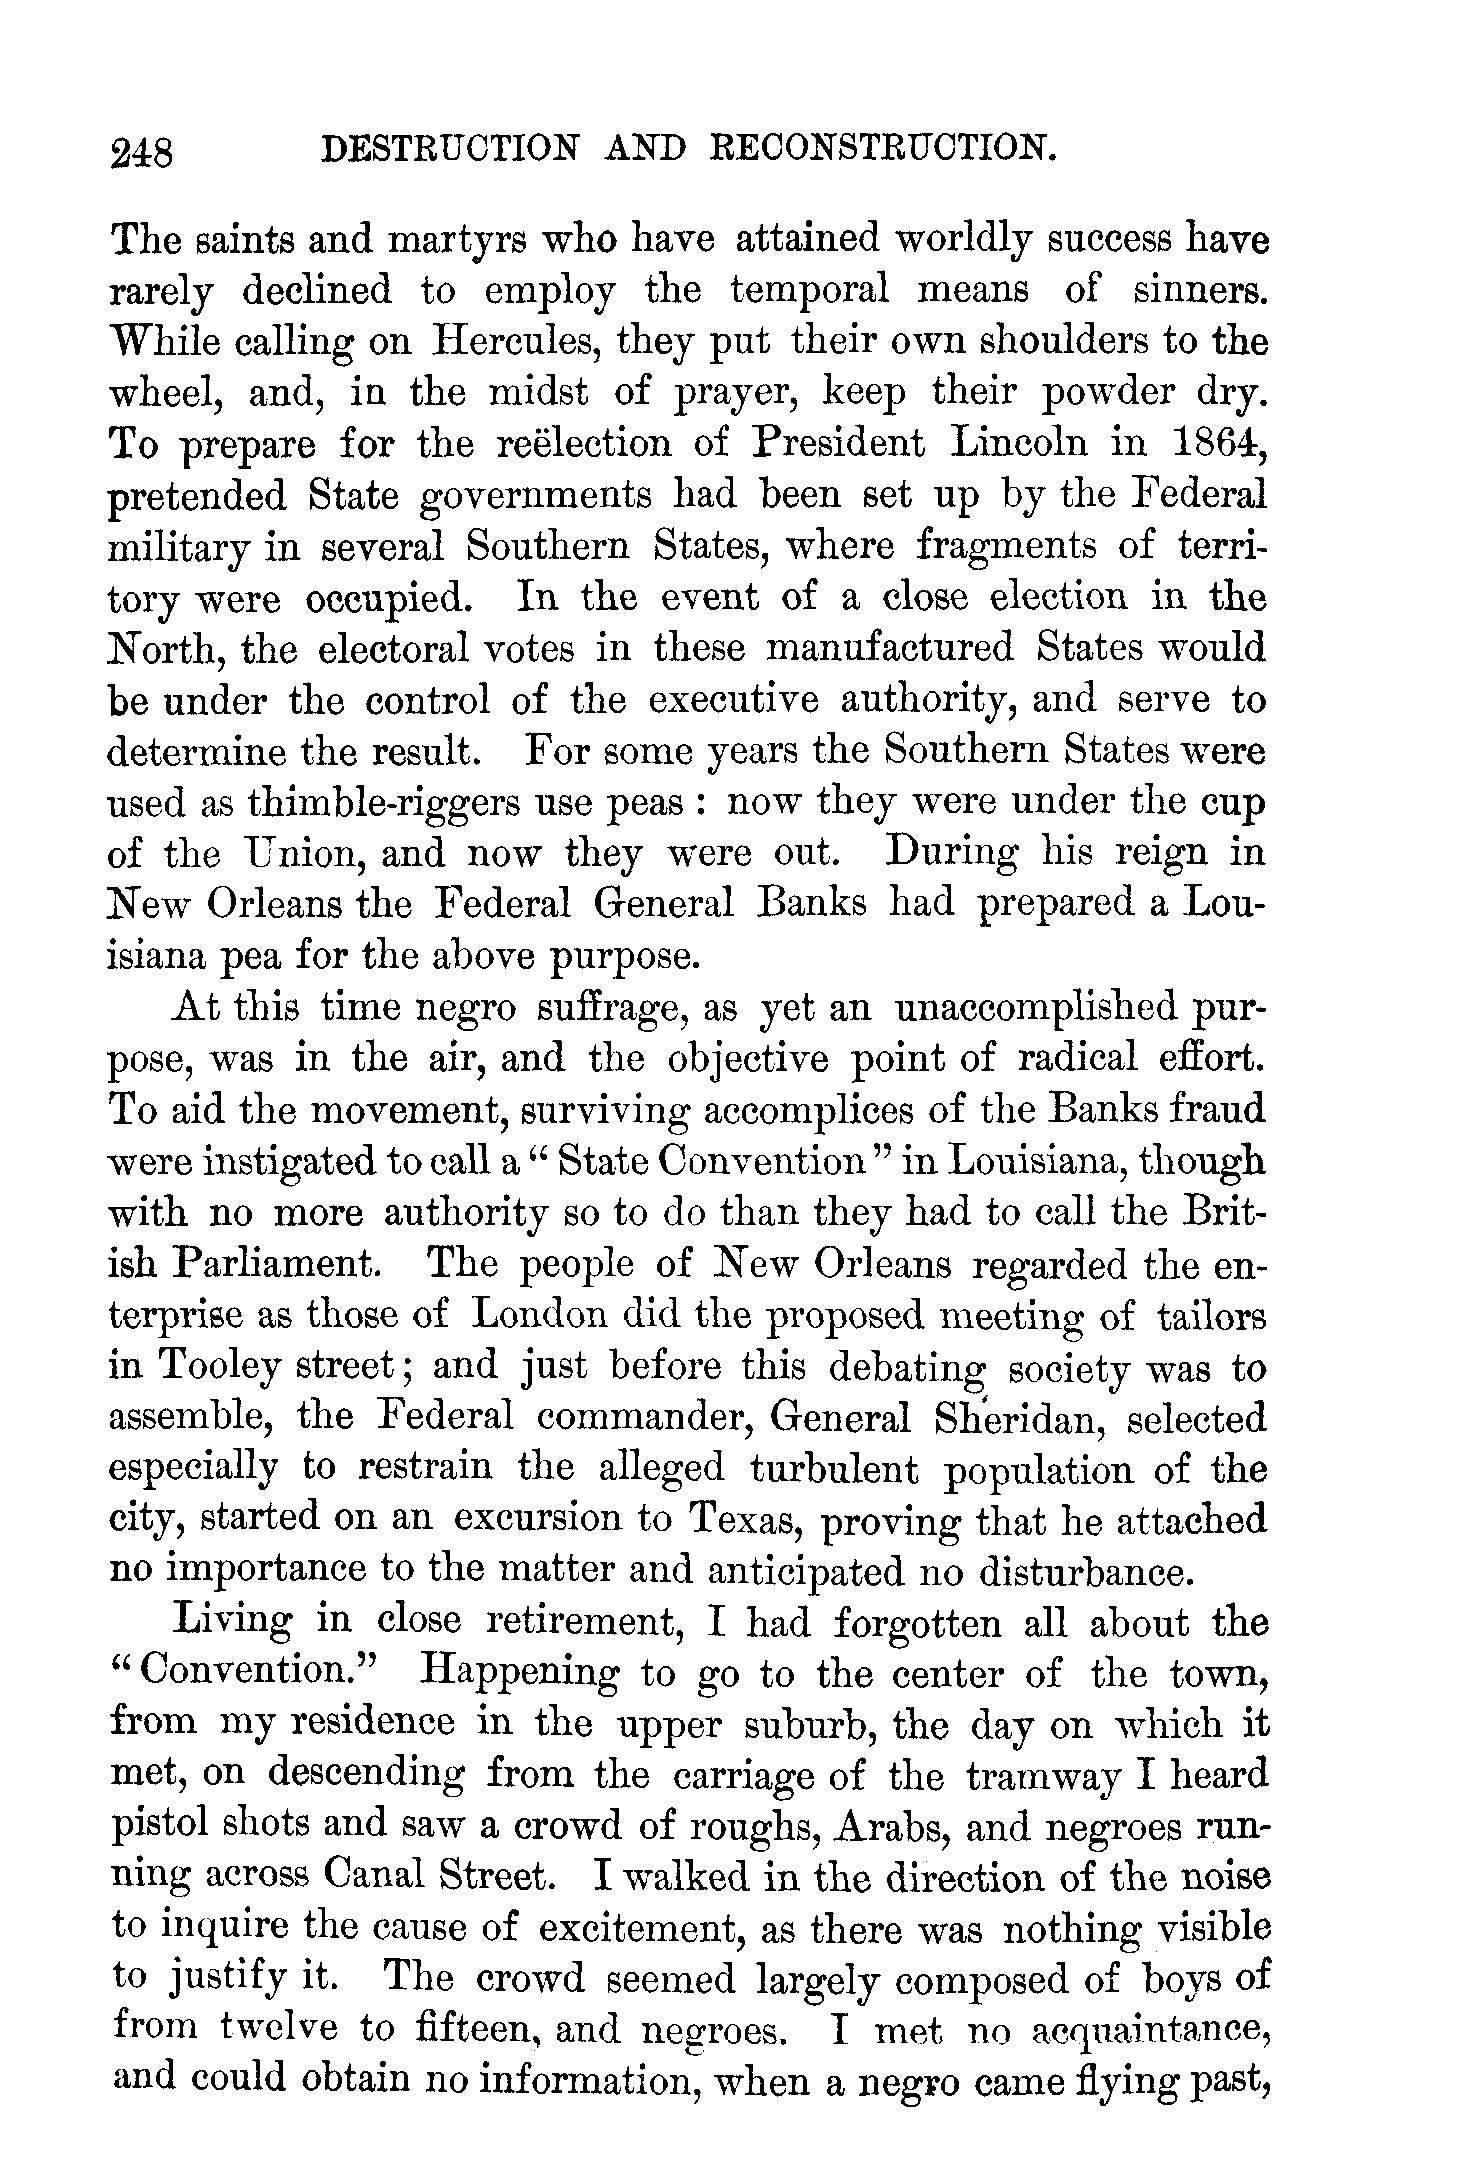 248 DESTRUCTION AND RECONSTRUCTION.
The saints and martyrs who have attained worldly success have
rarely declined to employ the temporal means of sinners.
While calling on Hercules, they put their own shoulders to the
wheel, and, in the midst of prayer, keep their powder dry.
To prepare for the reëlection of President Lincoln in 1864,
pretended State governments had been set up by the Federal
military in several Southern States, where fragments of terri-
tory were occupied. In the event of a close election in the
North, the electoral votes in these manufactured States would
be under the control of the executive authority, and serve to
determine the result. For some years the Southern States were
used as thimble-riggers use peas : now they were under the cup
of the Union, and now they were out. During his reign in
New Orleans the Federal General Banks had prepared a Lou-
isiana pea for the above purpose.
At this time negro suffrage, as yet an unaccomplished pur-
pose, was in the air, and the objective point of radical effort.
To aid the movement, surviving accomplices of the Banks fraud
were instigated to call a “ State Convention ” in Louisiana, though
with no more authority so to do than they had to call the Brit-
ish Parliament. The people of New Orleans regarded the en-
terprise as those of London did the proposed meeting of tailors
in Tooley street; and just before this debating society was to
assemble, the Federal commander, General Sheridan, selected
especially to restrain the alleged turbulent population of the
city, started on an excursion to Texas, proving that he attached
no importance to the matter and anticipated no disturbance.
Living in close retirement, I had forgotten all about the
“ Convention.” Happening to go to the center of the town,
from my residence in the upper suburb, the day on which it
met, on descending from the carriage of the tramway I heard
pistol shots and saw a crowd of roughs, Arabs, and negroes run-
ning across Canal Street. I walked in the direction of the noise
to inquire the cause of excitement, as there was nothing visible
to justify it. The crowd seemed largely composed of boys of
from twelve to fifteen, and negroes. I met no acquaintance,
and could obtain no information, when a negro came flying past,